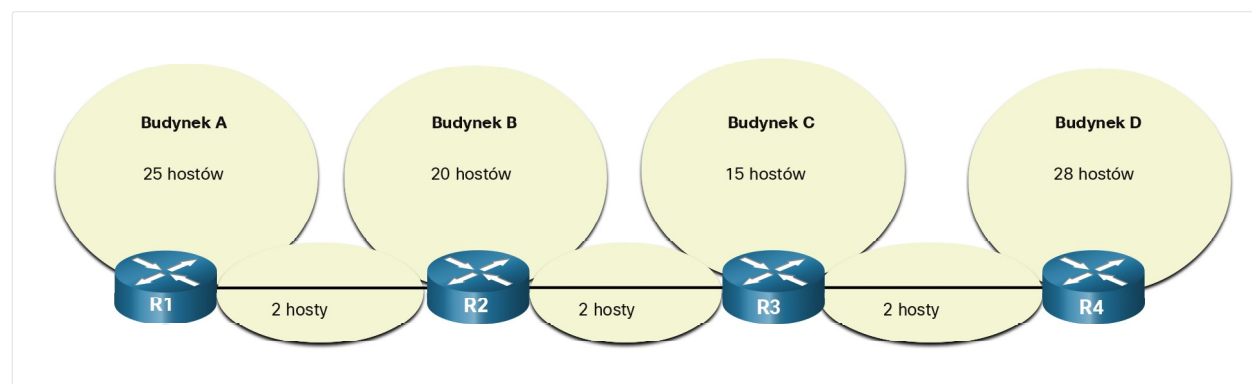 Budynek A
25 hostów
Budynek B
20 hostów
Budynek C
15 hostów
Budynek D
28 hostów
R1
2 hosty
R2
2 hosty
R3
2 hosty
R4